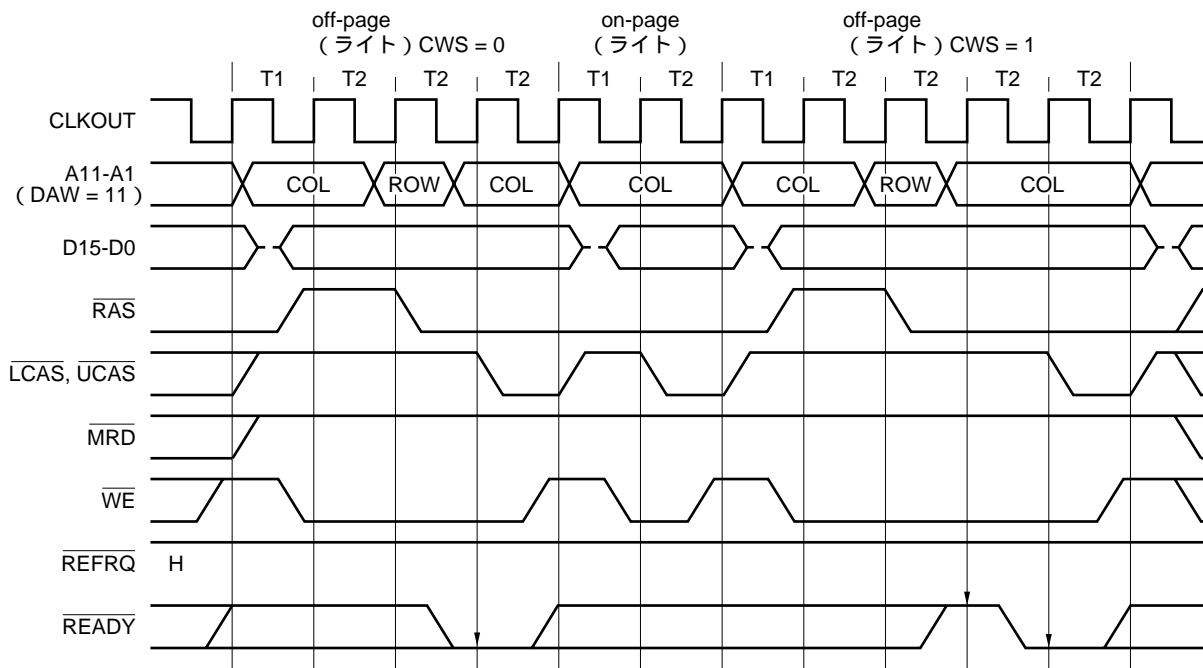 off-page on-page off-page
（ライト）CWS = 0 （ライト） （ライト）CWS = 1
T1 T2 T2 T2 T1 T2 T1 T2 T2 T2 T2
CLKOUT
A11-A1
（DAW = 11）
COL ROW COL COL COL ROW COL
D15-D0
RAS
LCAS, UCAS
MRD
WE
REFRQ H
READY